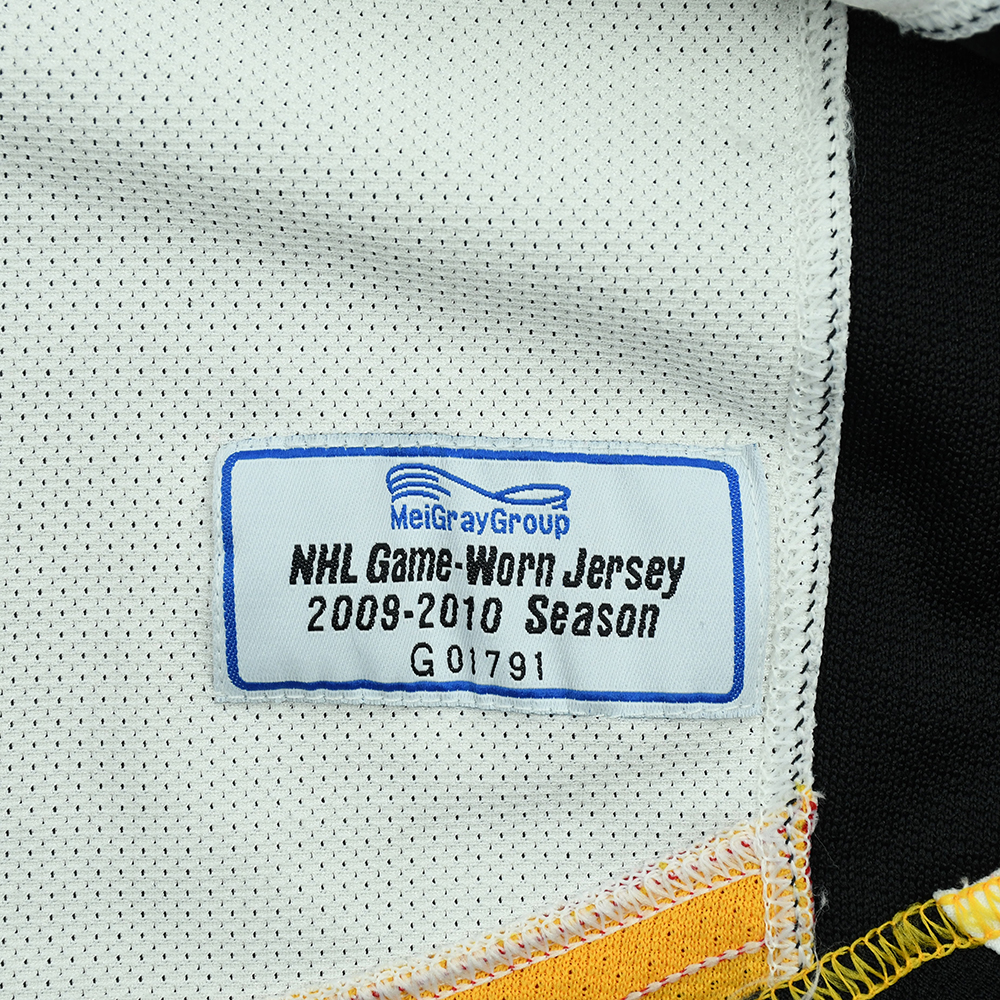 MeiGrayGroup
NHL Game-Worn Jersey
2009-2010 Season
G 01791